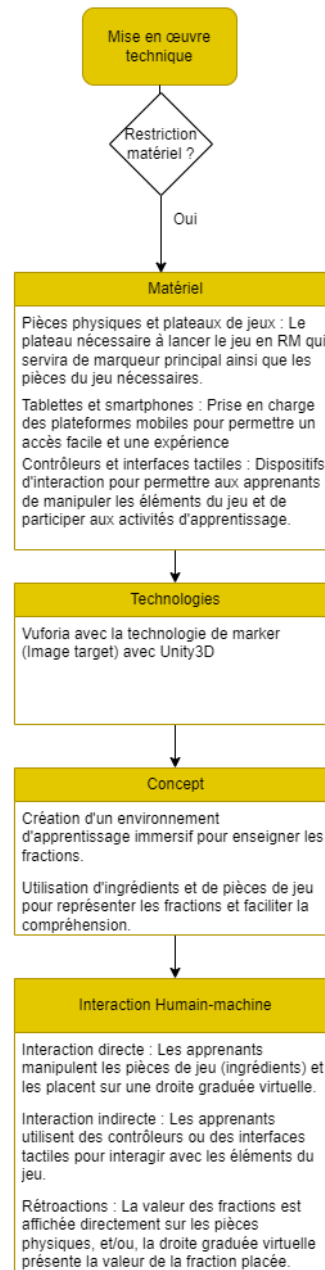 Mise en œuvre
technique
Restriction
matériel ?
Oui
Matériel
Pièces physiques et plateaux de jeux : Le
plateau nécessaire à lancer le jeu en RM qui
servira de marqueur principal ainsi que les
pièces du jeu nécessaires.
Tablettes et smartphones : Prise en charge
des plateformes mobiles pour permettre un
accès facile et une expérience
Contrôleurs et interfaces tactiles : Dispositifs
d'interaction pour permettre aux apprenants
de manipuler les éléments du jeu et de
participer aux activités d'apprentissage.
Technologies
Vuforia avec la technologie de marker
(Image target) avec Unity3D
Concept
Création d'un environnement
d'apprentissage immersif pour enseigner les
fractions.
Utilisation d'ingrédients et de pièces de jeu
pour représenter les fractions et faciliter la
compréhension.
Interaction Humain-machine
Interaction directe : Les apprenants
manipulent les pièces de jeu (ingrédients) et
les placent sur une droite graduée virtuelle.
Interaction indirecte : Les apprenants
utilisent des contrôleurs ou des interfaces
tactiles pour interagir avec les éléments du
jeu.
Rétroactions : La valeur des fractions est
affichée directement sur les pièces
physiques, et/ou, la droite graduée virtuelle
présente la valeur de la fraction placée.